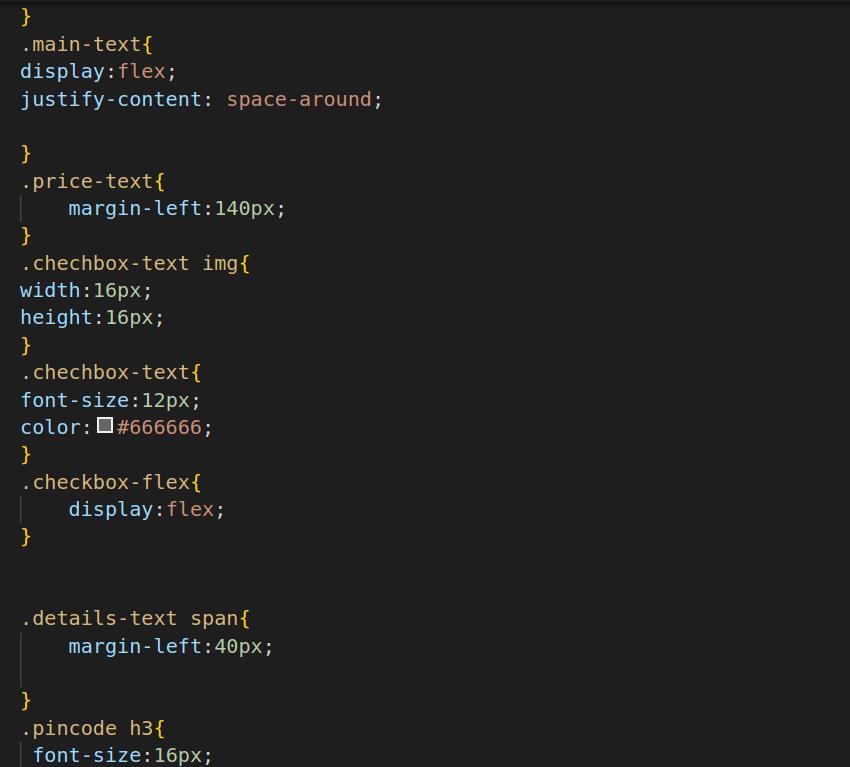 }
.main-text{
display:flex;
justify-content: space-around;
}
.price-text{
margin-left:140px;
}
.chechbox-text img{
width:16px;
height:16px;
}
.chechbox-text{
font-size:12px;
color:#666666;
}
.checkbox-flex{
display:flex;
}
.details-text span{
margin-left:40px;
}
.pincode h3{
font-size:16px;